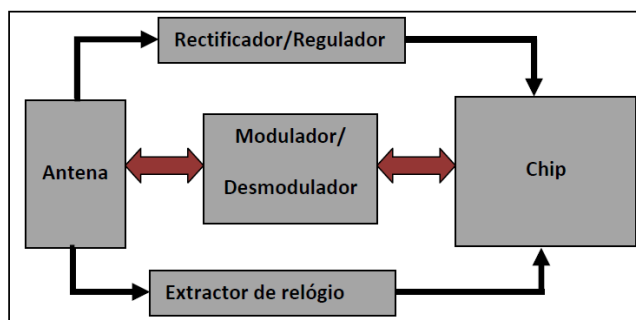 Rectificador/Regulador
Antena
Modulador/
Desmodulador
Chip
Extractor de relógio